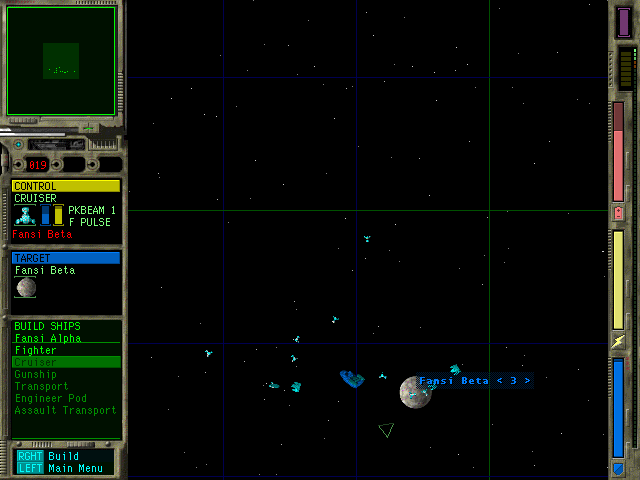 019
CONTROL
CRUISER
PKBEAM 1
F PULSE
Fansi Beta
TARGET
Fansi Beta
BUILD SHIPS
Fansi Alpha
Fighter
Cruiser
Gunship
Transport
Engineer Pod
Assault Transport
RGHT Build
LEFT Main Menu
Fansi Beta < 3 >